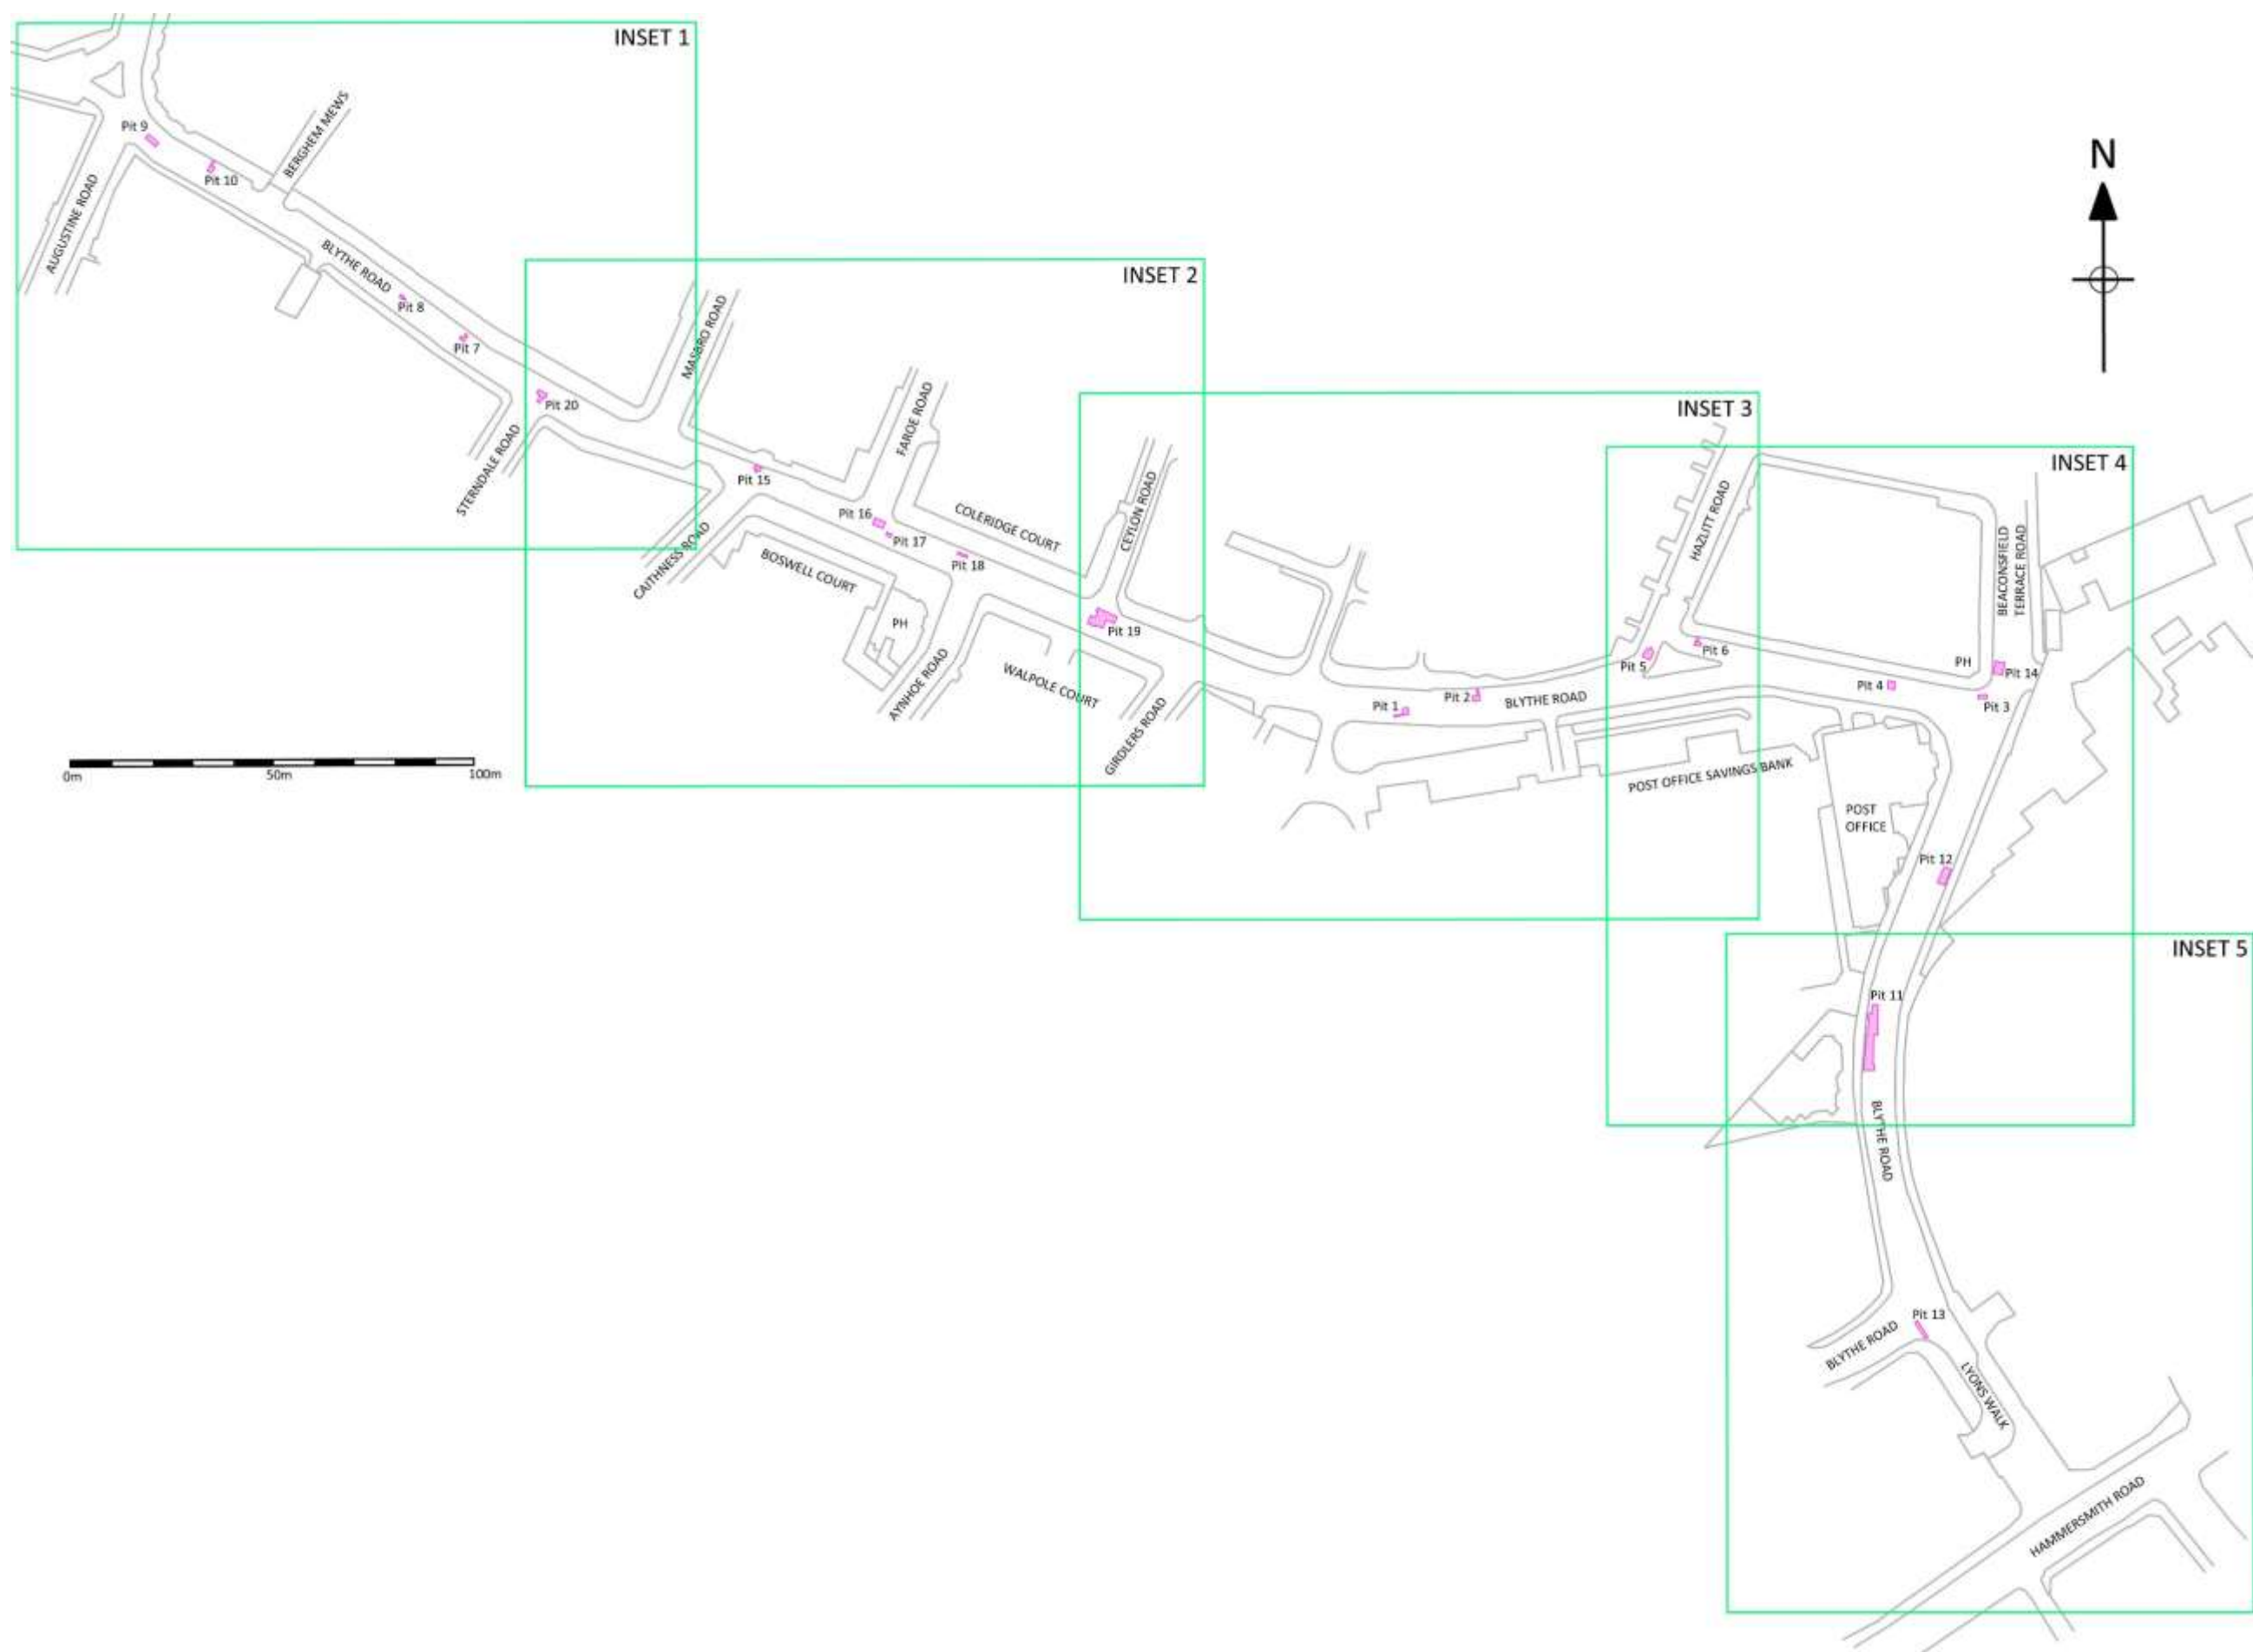 INSET 1
Pit 9
BERGHEM MEWS
Pit 10
AUGUSTINE ROAD
BLYTHE ROAD
Pit 8
Pit 7
Pit 20
STERNDALE ROAD
INSET 2
MASBRO ROAD
FAROE ROAD
Pit 15
Pit 16
Pit 17
Pit 18
COLERIDGE COURT
CEYLON ROAD
CAITHNESS ROAD
BOSWELL COURT
PH
Pit 19
AYNHOE ROAD
WALPOLE COURT
GIRDLERS ROAD
N
INSET 3
Pit 1
Pit 2
BLYTHE ROAD
Pit 5
HAZLITT ROAD
Pit 6
POST OFFICE SAVINGS BANK
INSET 4
BEACONSFIELD
TERRACE ROAD
PH
Pit 14
Pit 4
Pit 3
POST
OFFICE
Pit 12
INSET 5
Pit 11
BLYTHE ROAD
Pit 13
BLYTHE ROAD
LYONS WALK
HAMMERSMITH ROAD
0m
50m
100m